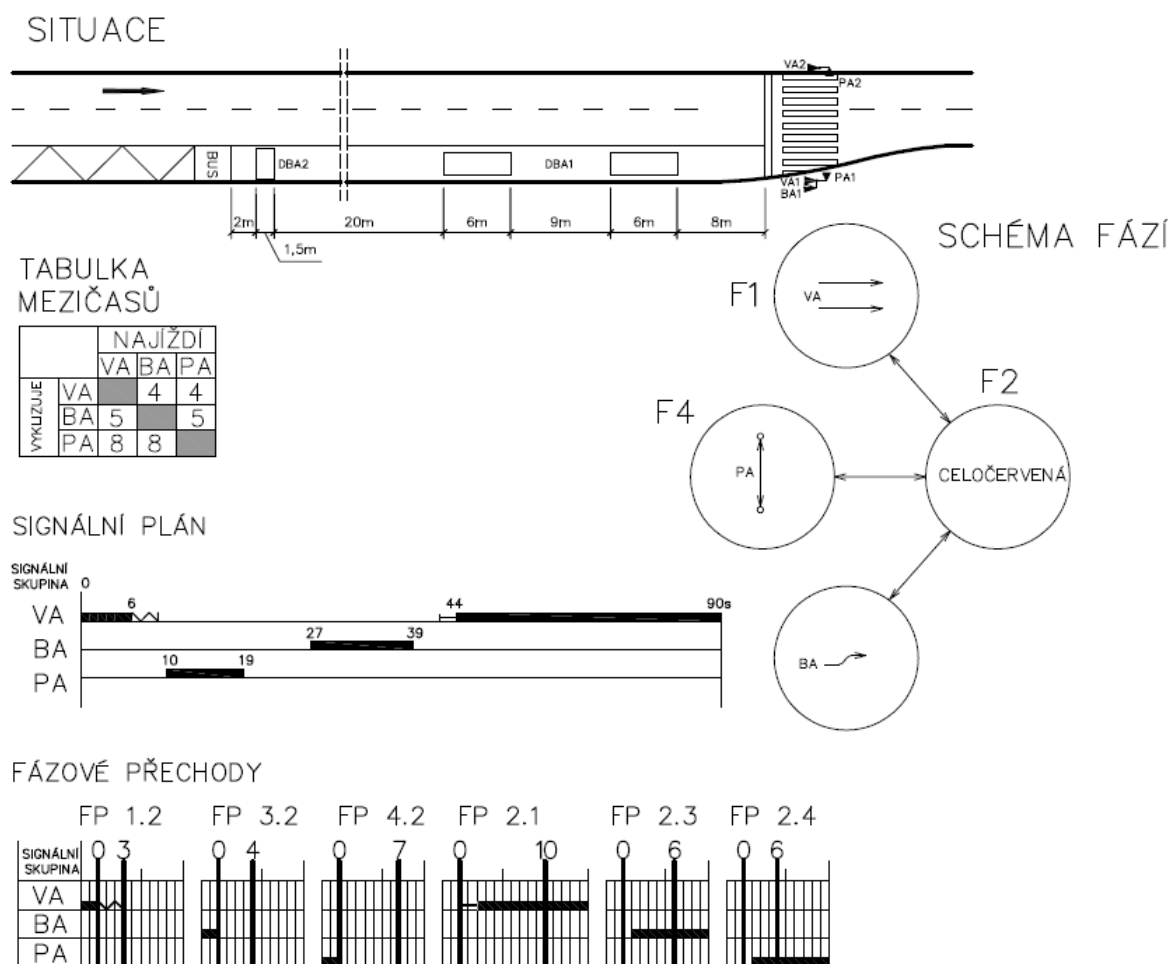 SITUACE
VA2
PA2
BUS
DBA2
DBA1
VA1
PA1
BA1
2m
20m
6m
9m
6m
8m
1,5m
SCHÉMA FÁZÍ
TABULKA
MEZIČASŮ
NAJÍŽDÍ
VA BA PA
VYKLIZUJE
VA 4 4
BA 5 5
PA 8 8
F1
VA
F2
CELOČERVENÁ
F4
PA
BA
SIGNÁLNÍ PLÁN
SIGNÁLNÍ
SKUPINA 0
VA 6 44 90s
BA 27 39
PA 10 19
FÁZOVÉ PŘECHODY
FP 1.2 FP 3.2 FP 4.2 FP 2.1 FP 2.3 FP 2.4
SIGNÁLNÍ
SKUPINA
0 3 0 4 0 7 0 10 0 6 0 6
VA
BA
PA